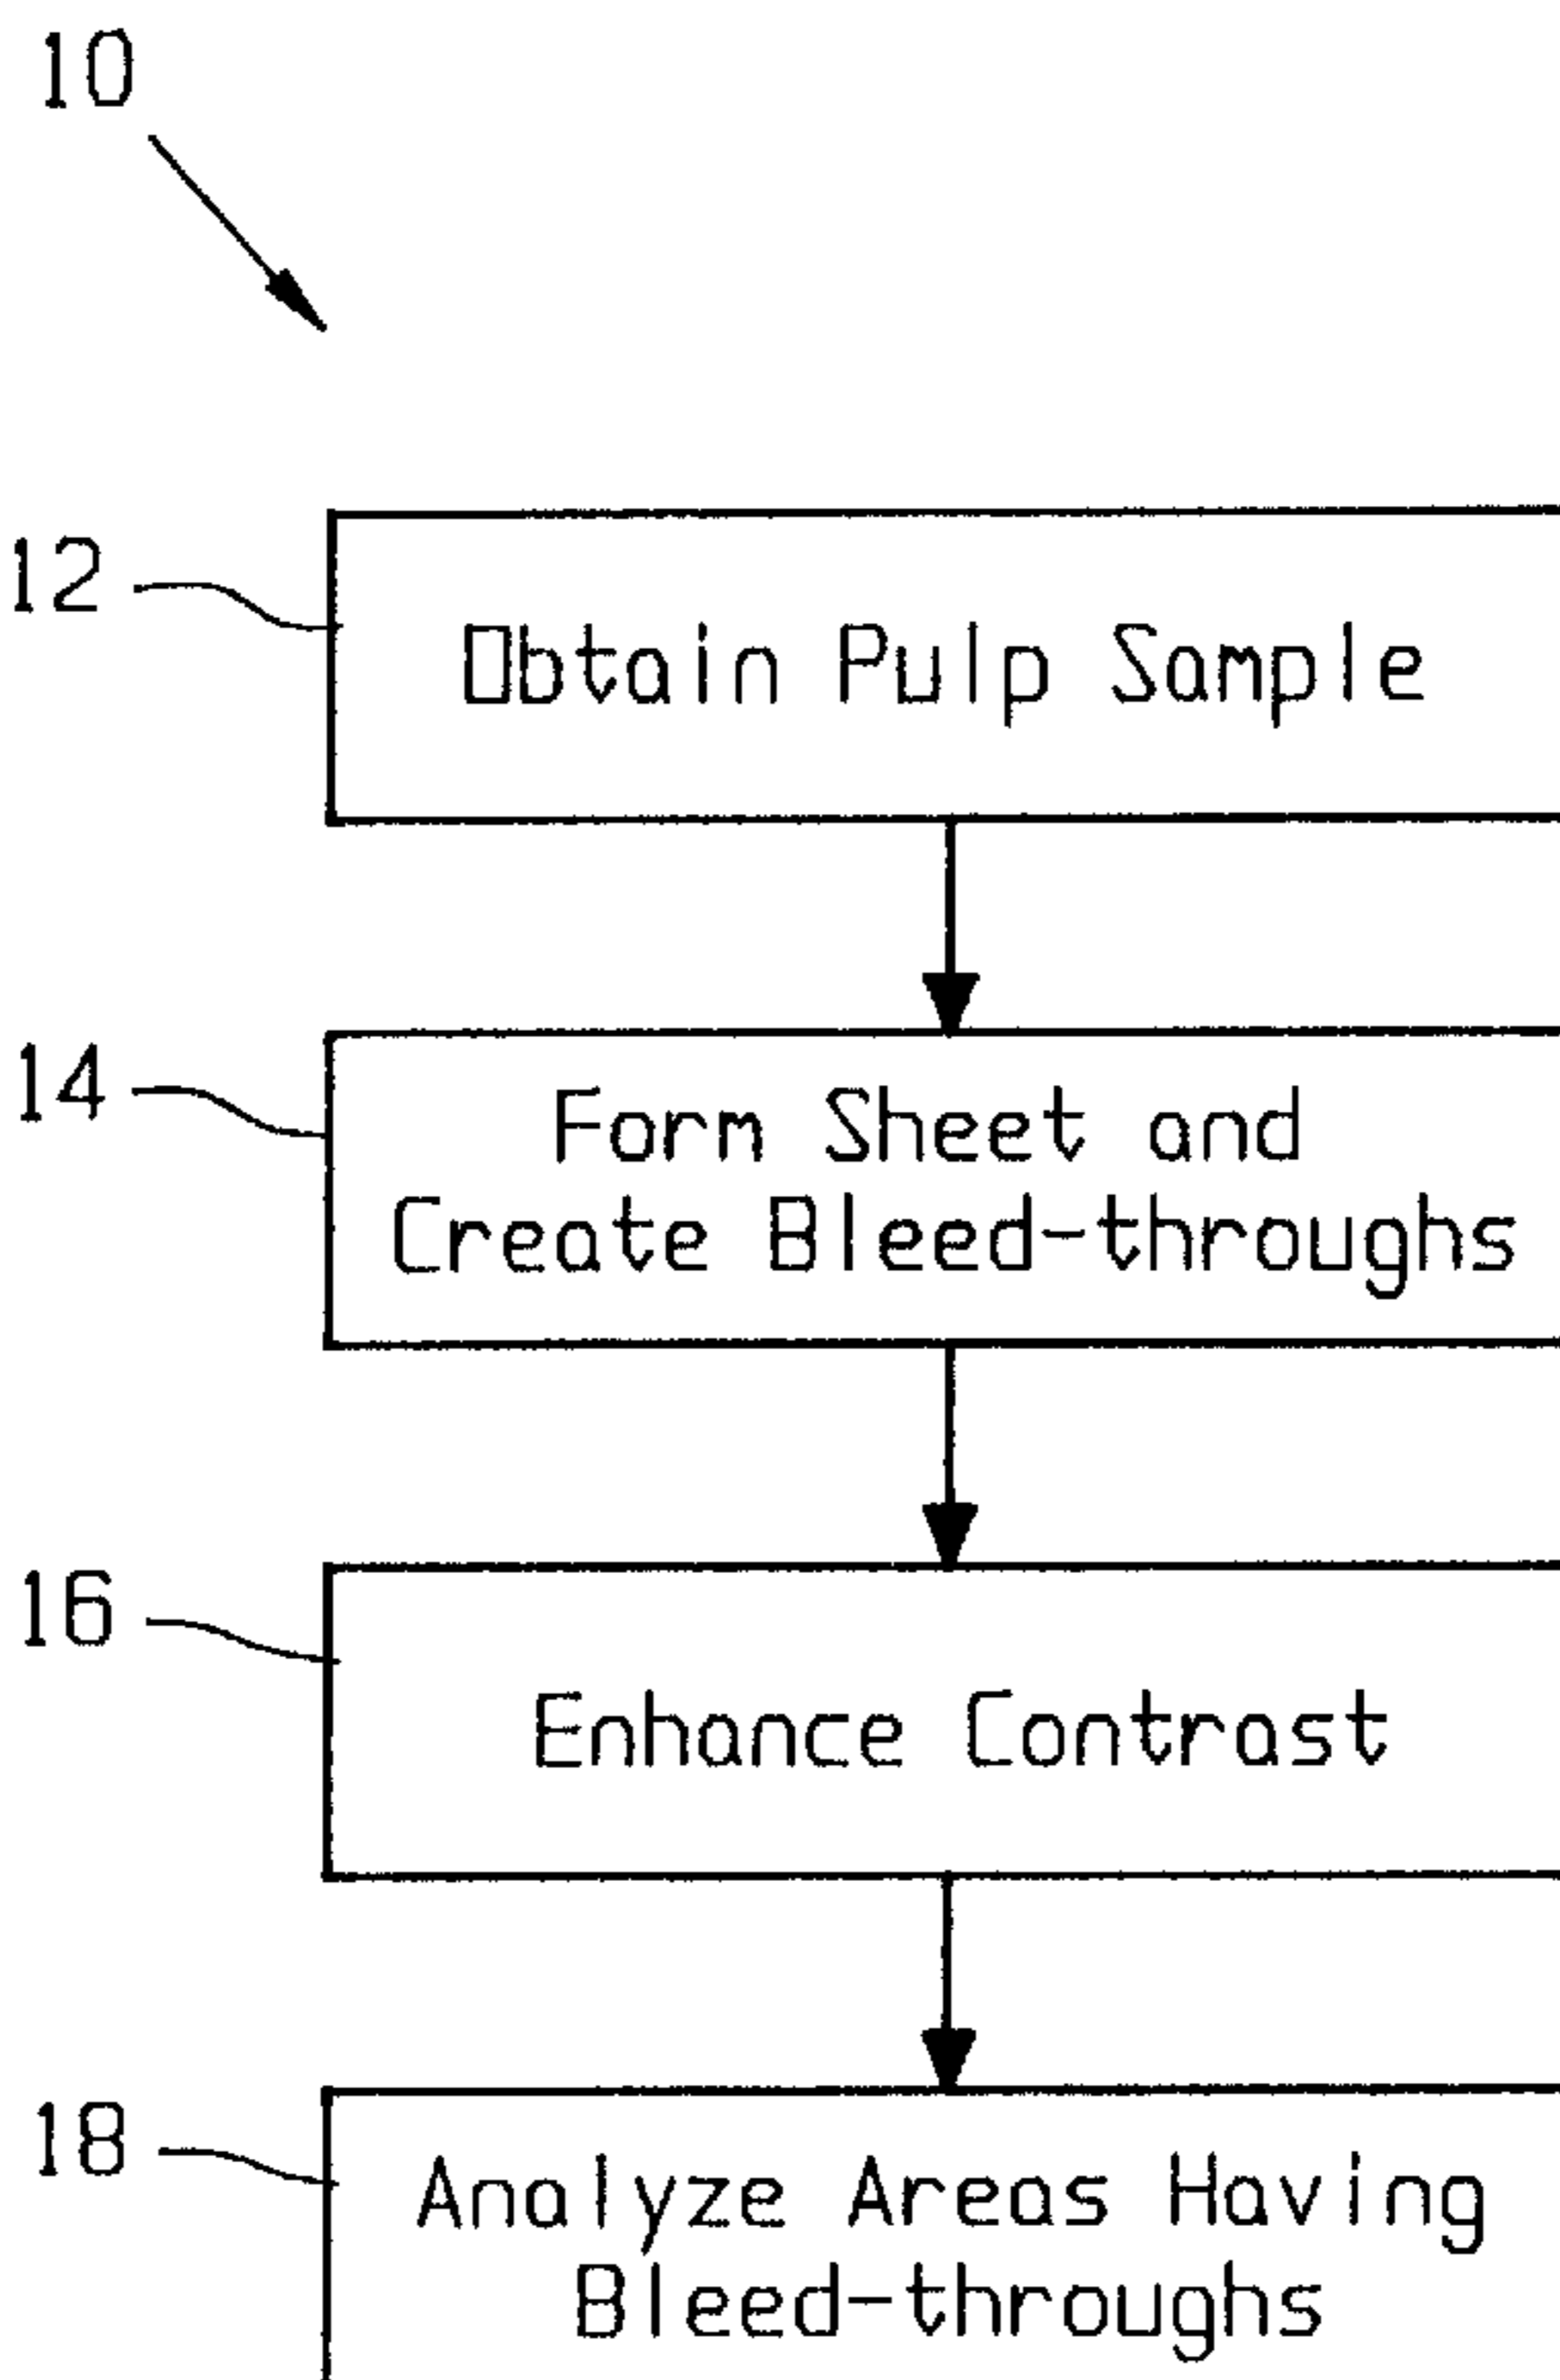 10
12
Obtain Pulp Sample
14
Form Sheet and
Create Bleed-throughs
16
Enhance Contrast
18
Analyze Areas Having
Bleed-throughs